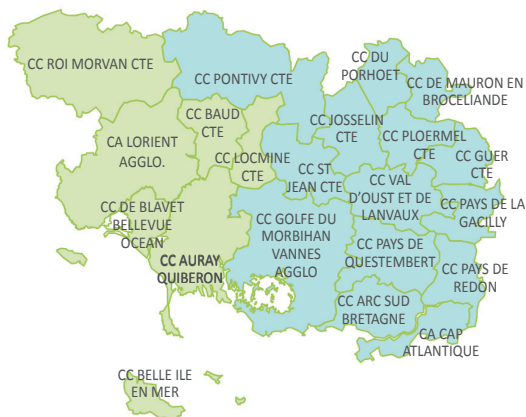 CC ROI MORVAN CTE
CC PONTIVY CTE
CC DU
PORHOET
CC DE MAURON EN
BROCELIANDE
CC BAUD
CTE
CC JOSSELIN
CTE
CC PLOERMEL
CTE
CC GUER
CTE
CA LORIENT
AGGLO.
CC LOCMINE
CTE
CC ST
JEAN CTE
CC VAL
D'OUST ET DE
LANVAUX
CC PAYS DE LA
GACILLY
CC DE BLAVET
BELLEVUE
OCEAN
CC GOLFE DU
MORBIHAN
VANNES
AGGLO
CC PAYS DE
QUESTEMBERT
CC AURAY
QUIBERON
CC PAYS DE
REDON
CC ARC SUD
BRETAGNE
CA CAP
ATLANTIQUE
CC BELLE ILE
EN MER